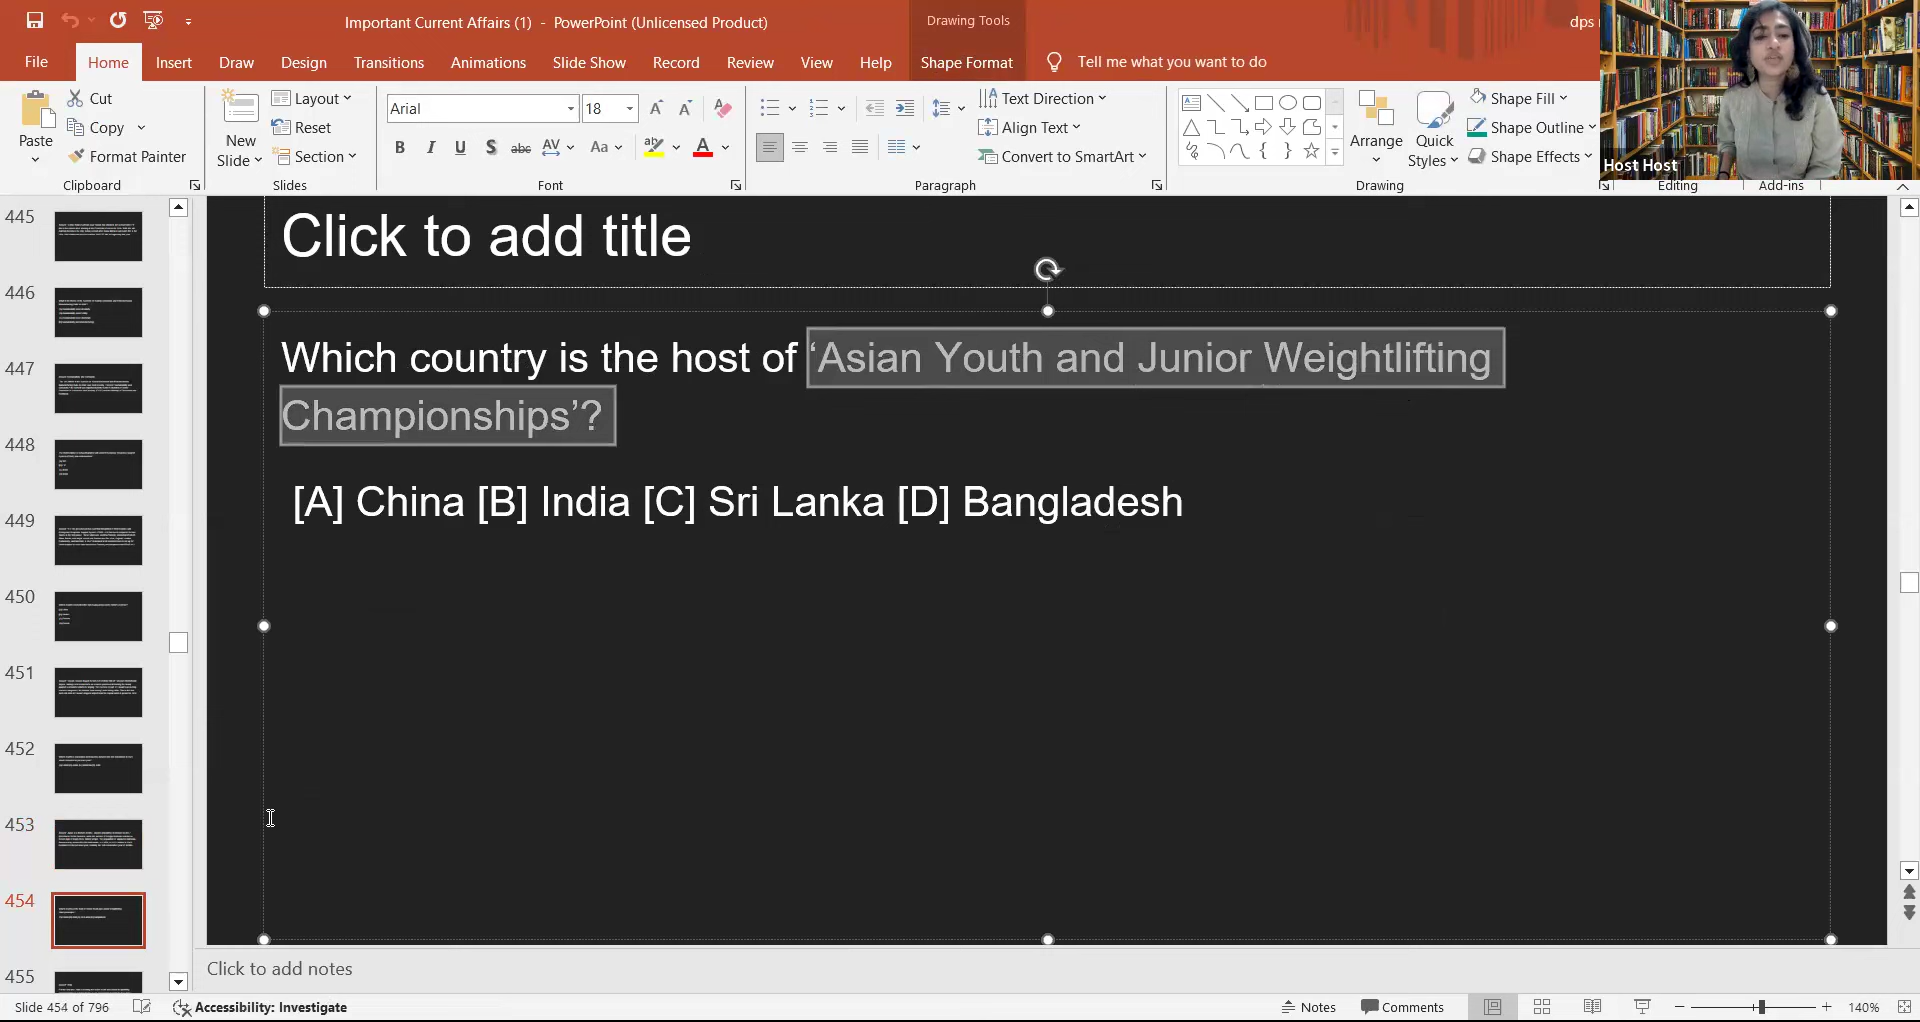 Important Current Affairs (1) - PowerPoint (Unlicensed Product)
Drawing Tools
dps
File
Home
Insert
Draw
Design
Transitions
Animations
Slide Show
Record
Review
View
Help
Shape Format
Tell me what you want to do
Paste
Cut
Copy
Format Painter
Clipboard
New
Slide
Layout
Reset
Section
Slides
Arial
18
B I U S abc AV Aa A
Font
Text Direction
Align Text
Convert to SmartArt
Paragraph
Arrange
Quick
Styles
Shape Fill
Shape Outline
Shape Effects
Drawing
Editing
Add-ins
Host Host
445
446
447
448
449
450
451
452
453
454
455
Click to add title
Which country is the host of ‘Asian Youth and Junior Weightlifting
Championships’?
[A] China [B] India [C] Sri Lanka [D] Bangladesh
Click to add notes
Slide 454 of 796
Accessibility: Investigate
Notes
Comments
140%